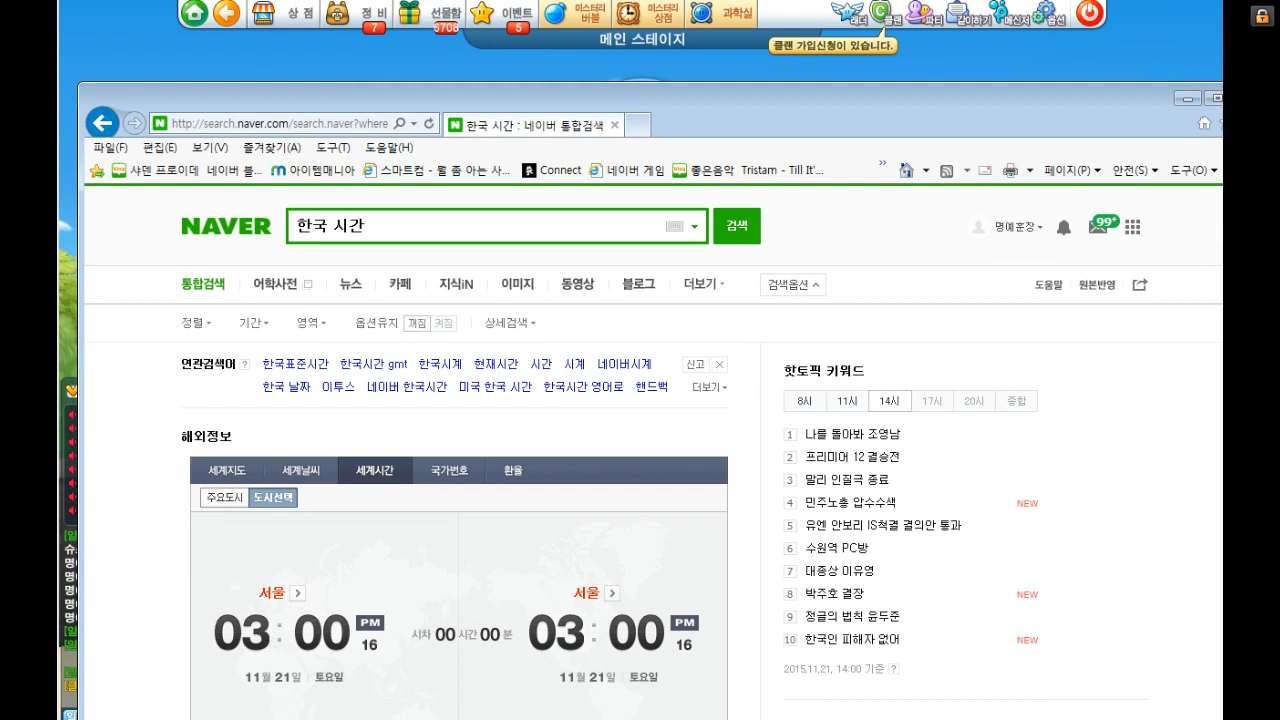 상 점
정 비
7
선물함
6708
이벤트
5
미스터리
버블
미스터리
상점
과학실
래더
클랜
파티
같이하기
메신저
옵션
메인 스테이지
클랜 가입신청이 있습니다.
http://search.naver.com/search.naver?where
한국 시간 : 네이버 통합검색
파일(F) 편집(E) 보기(V) 즐겨찾기(A) 도구(T) 도움말(H)
샤덴 프로이데 네이버 블... 아이템매니아 스마트컴 - 뭘 좀 아는 사... Connect 네이버 게임 좋은음악 Tristam - Till It'...
페이지(P) 안전(S) 도구(O)
NAVER
한국 시간
검색
명예훈장
99+
통합검색 어학사전 뉴스 카페 지식iN 이미지 동영상 블로그 더보기
검색옵션
도움말 원본반영
정렬 기간 영역 옵션유지 꺼짐 켜짐 상세검색
연관검색어 ? 한국표준시간 한국시간 gmt 한국시계 현재시간 시간 시계 네이버시계
신고
한국 날짜 이투스 네이버 한국시간 미국 한국 시간 한국시간 영어로 핸드백
더보기
해외정보
세계지도 세계날씨 세계시간 국가번호 환율
주요도시 도시선택
서울
03 : 00 PM 16
11월 21일 토요일
시차 00 시간 00 분
서울
03 : 00 PM 16
11월 21일 토요일
핫토픽 키워드
8시 11시 14시 17시 20시 종합
1 나를 돌아봐 조영남
2 프리미어 12 결승전
3 말리 인질극 종료
4 민주노총 압수수색 NEW
5 유엔 안보리 IS척결 결의안 통과
6 수원역 PC방
7 대종상 이유영
8 박주호 결장 NEW
9 정글의 법칙 윤두준
10 한국인 피해자 없어 NEW
2015.11.21, 14:00 기준 ?